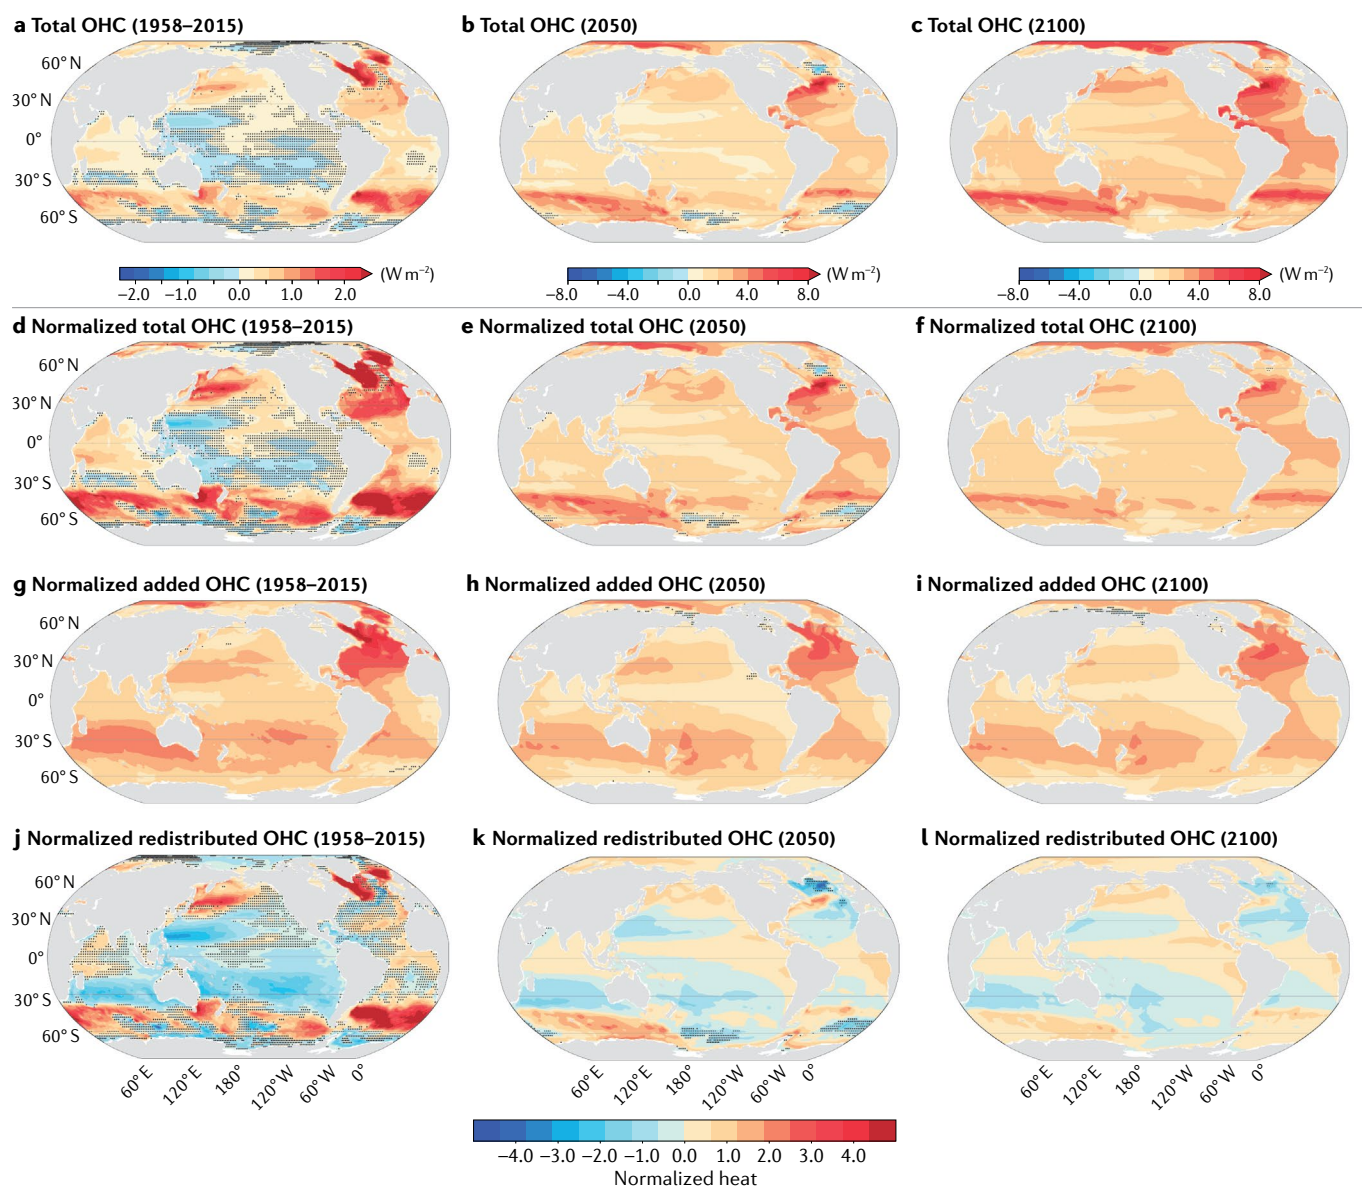 a Total OHC (1958–2015)
b Total OHC (2050)
c Total OHC (2100)
60° N
30° N
0°
30° S
60° S
(W m⁻²)
−2.0 −1.0 0.0 1.0 2.0
(W m⁻²)
−8.0 −4.0 0.0 4.0 8.0
(W m⁻²)
−8.0 −4.0 0.0 4.0 8.0
d Normalized total OHC (1958–2015)
e Normalized total OHC (2050)
f Normalized total OHC (2100)
60° N
30° N
0°
30° S
60° S
g Normalized added OHC (1958–2015)
h Normalized added OHC (2050)
i Normalized added OHC (2100)
60° N
30° N
0°
30° S
60° S
j Normalized redistributed OHC (1958–2015)
k Normalized redistributed OHC (2050)
l Normalized redistributed OHC (2100)
60° N
30° N
0°
30° S
60° S
60° E 120° E 180° 120° W 60° W 0°
60° E 120° E 180° 120° W 60° W 0°
60° E 120° E 180° 120° W 60° W 0°
−4.0 −3.0 −2.0 −1.0 0.0 1.0 2.0 3.0 4.0
Normalized heat